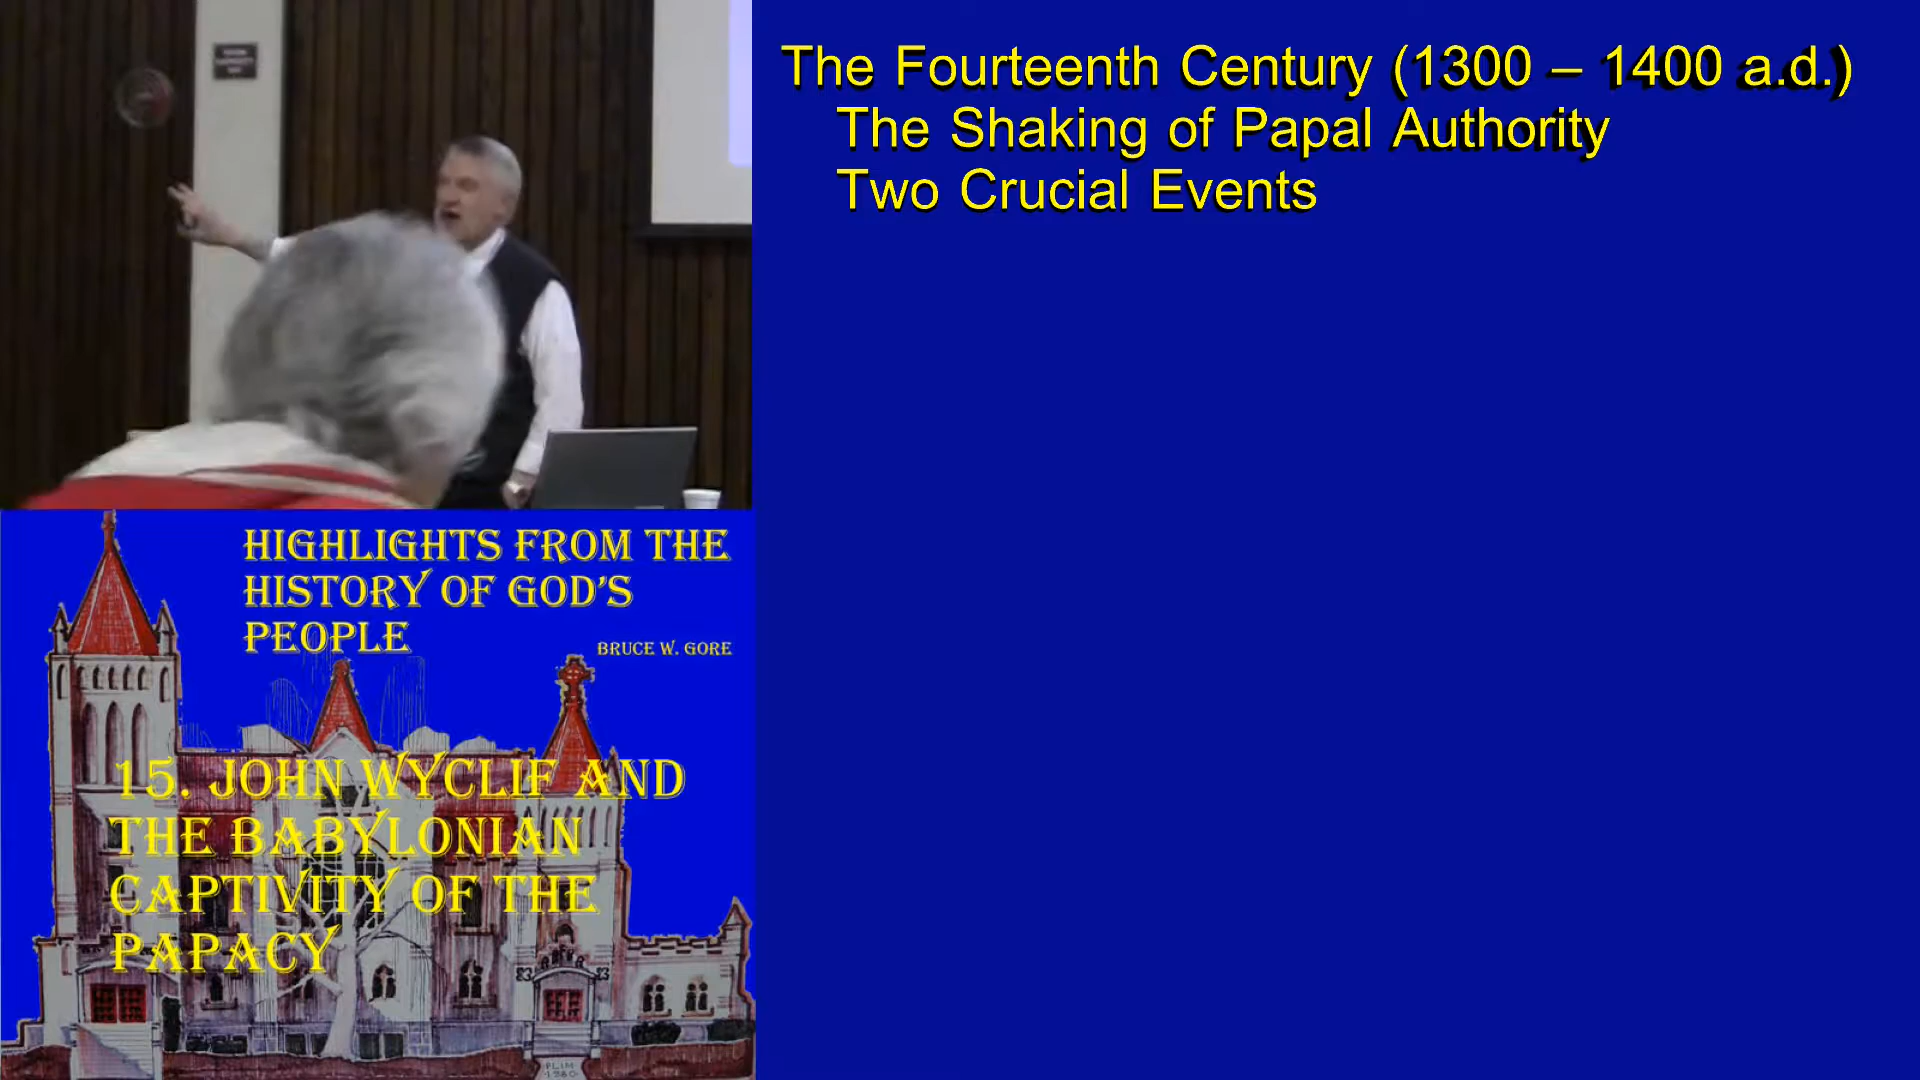 The Fourteenth Century (1300 – 1400 a.d.)
The Shaking of Papal Authority
Two Crucial Events
HIGHLIGHTS FROM THE
HISTORY OF GOD'S
PEOPLE
BRUCE W. GORE
15. JOHN WYCLIF AND
THE BABYLONIAN
CAPTIVITY OF THE
PAPACY